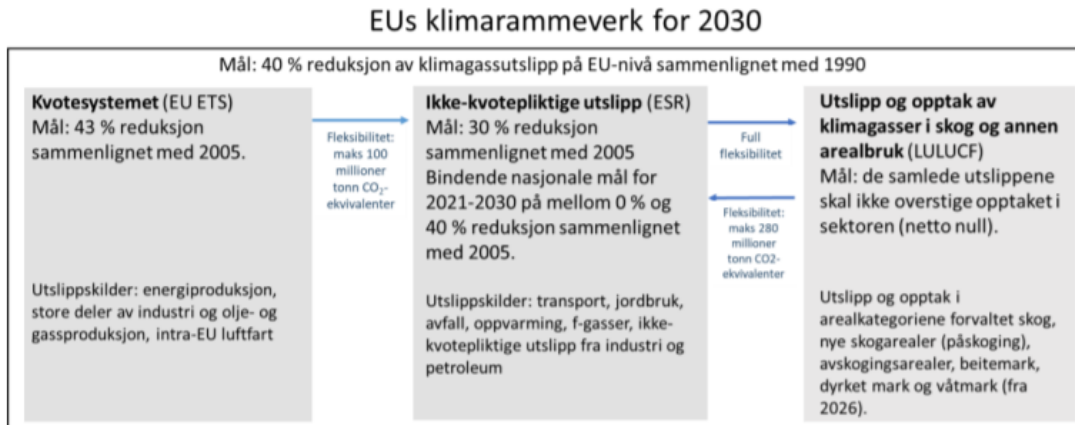 EUs klimarammeverk for 2030
Mål: 40 % reduksjon av klimagassutslipp på EU-nivå sammenlignet med 1990
Kvotesystemet (EU ETS)
Mål: 43 % reduksjon
sammenlignet med 2005.
Utslippskilder: energiproduksjon,
store deler av industri og olje- og
gassproduksjon, intra-EU luftfart
Fleksibilitet:
maks 100
millioner
tonn CO₂-
ekvivalenter
Ikke-kvotepliktige utslipp (ESR)
Mål: 30 % reduksjon
sammenlignet med 2005
Bindende nasjonale mål for
2021-2030 på mellom 0 % og
40 % reduksjon sammenlignet
med 2005.
Utslippskilder: transport, jordbruk,
avfall, oppvarming, f-gasser, ikke-
kvotepliktige utslipp fra industri og
petroleum
Full
fleksibilitet
Fleksibilitet:
maks 280
millioner
tonn CO2-
ekvivalenter
Utslipp og opptak av
klimagasser i skog og annen
arealbruk (LULUCF)
Mål: de samlede utslippene
skal ikke overstige opptaket i
sektoren (netto null).
Utslipp og opptak i
arealkategoriene forvaltet skog,
nye skogarealer (påskoging),
avskogingsarealer, beitemark,
dyrket mark og våtmark (fra
2026).